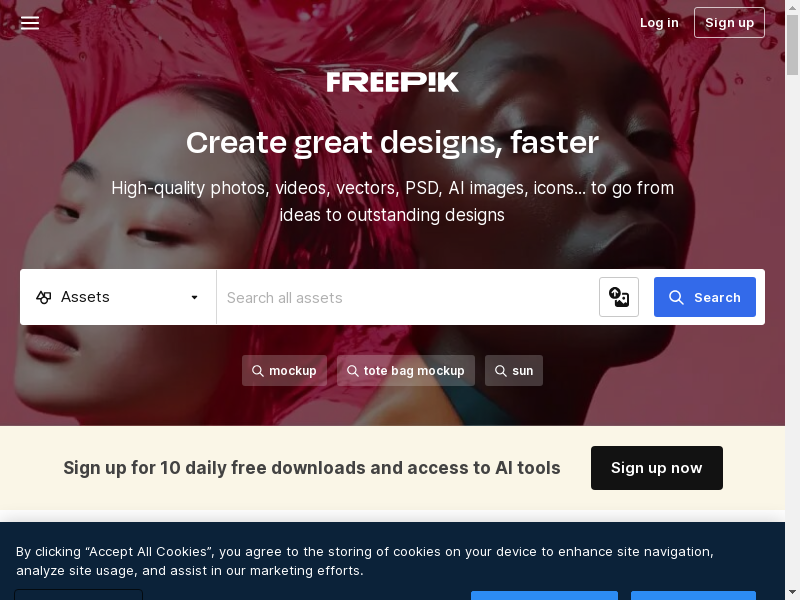 Log in
Sign up
FREEPIK
Create great designs, faster
High-quality photos, videos, vectors, PSD, AI images, icons... to go from
ideas to outstanding designs
Assets
Search all assets
Search
mockup
tote bag mockup
sun
Sign up for 10 daily free downloads and access to AI tools
Sign up now
By clicking “Accept All Cookies”, you agree to the storing of cookies on your device to enhance site navigation,
analyze site usage, and assist in our marketing efforts.